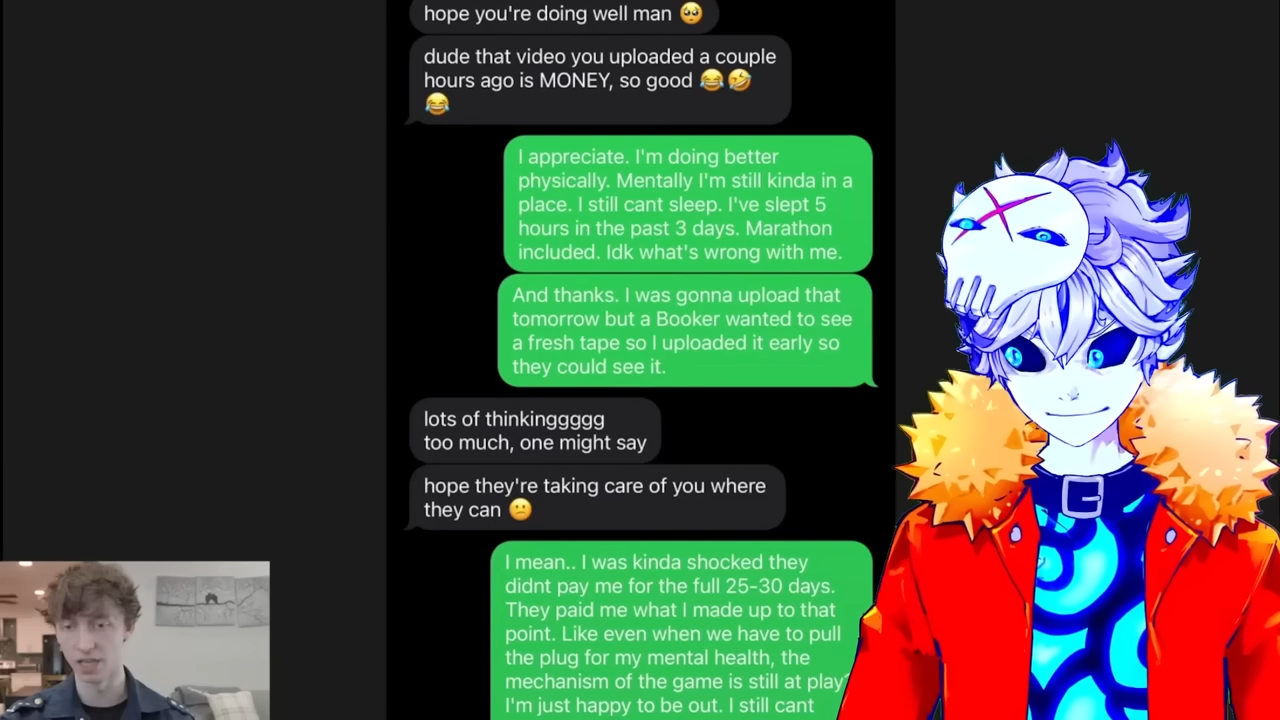 hope you're doing well man 🥺
dude that video you uploaded a couple
hours ago is MONEY, so good 😂🤣
😂
I appreciate. I'm doing better
physically. Mentally I'm still kinda in a
place. I still cant sleep. I've slept 5
hours in the past 3 days. Marathon
included. Idk what's wrong with me.
And thanks. I was gonna upload that
tomorrow but a Booker wanted to see
a fresh tape so I uploaded it early so
they could see it.
lots of thinkinggggg
too much, one might say
hope they're taking care of you where
they can 😕
I mean.. I was kinda shocked they
didnt pay me for the full 25-30 days.
They paid me what I made up to that
point. Like even when we have to pull
the plug for my mental health, the
mechanism of the game is still at play?
I'm just happy to be out. I still cant